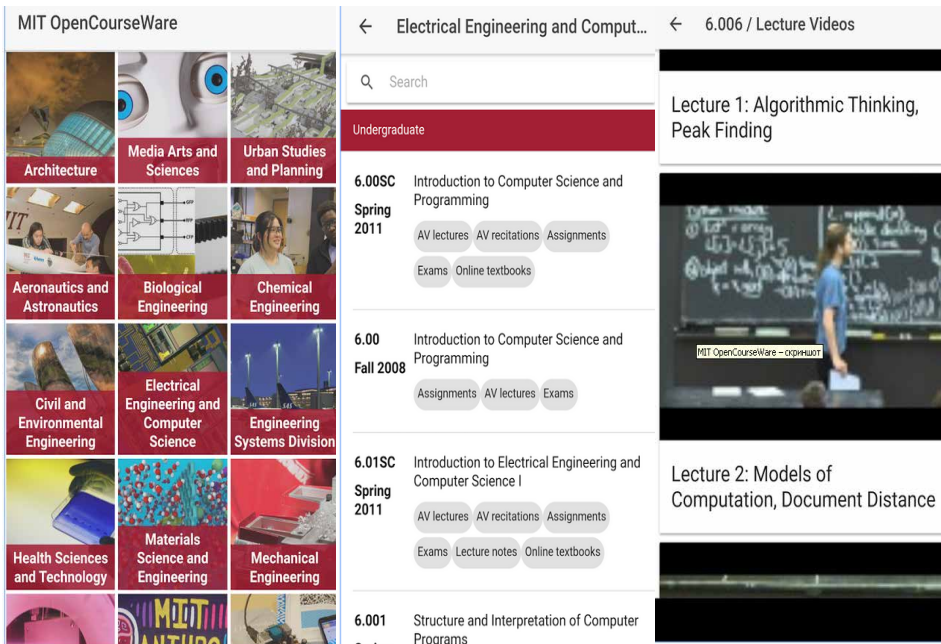 MIT OpenCourseWare
Architecture
Media Arts and
Sciences
Urban Studies
and Planning
Aeronautics and
Astronautics
Biological
Engineering
Chemical
Engineering
Civil and
Environmental
Engineering
Electrical
Engineering and
Computer
Science
Engineering
Systems Division
Health Sciences
and Technology
Materials
Science and
Engineering
Mechanical
Engineering
Electrical Engineering and Comput...
Search
Undergraduate
6.00SC
Spring
2011
Introduction to Computer Science and
Programming
AV lectures AV recitations Assignments
Exams Online textbooks
6.00
Fall 2008
Introduction to Computer Science and
Programming
Assignments AV lectures Exams
6.01SC
Spring
2011
Introduction to Electrical Engineering and
Computer Science I
AV lectures AV recitations Assignments
Exams Lecture notes Online textbooks
6.001
Structure and Interpretation of Computer
Programs
6.006 / Lecture Videos
Lecture 1: Algorithmic Thinking,
Peak Finding
MIT OpenCourseWare – скриншот
Lecture 2: Models of
Computation, Document Distance